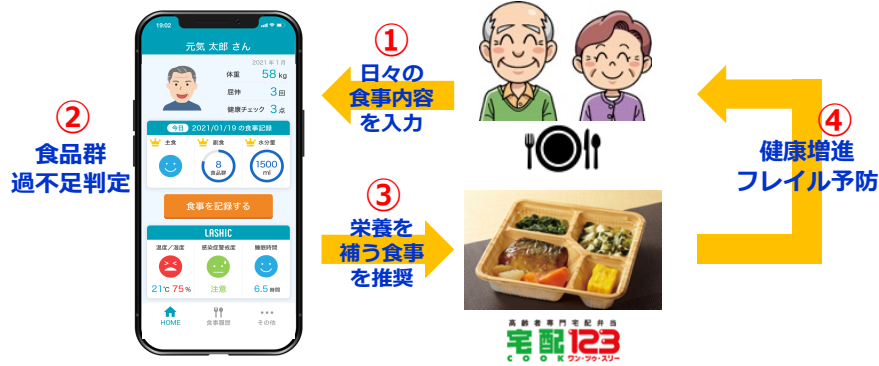 19:02
元気 太郎 さん
2021年1月
体重 58 kg
屈伸 3 回
健康チェック 3 点
今日 2021/01/19 の食事記録
主食 副食 水分量
8
食品群
1500
ml
食事を記録する
LASHIC
温度／湿度 感染症警戒度 睡眠時間
21℃ 75%
注意
6.5 時間
HOME
食事履歴
その他
①
日々の
食事内容
を入力
②
食品群
過不足判定
③
栄養を
補う食事
を推奨
④
健康増進
フレイル予防
高齢者専門宅配弁当
宅配123
COOK ワン・ツゥ・スリー